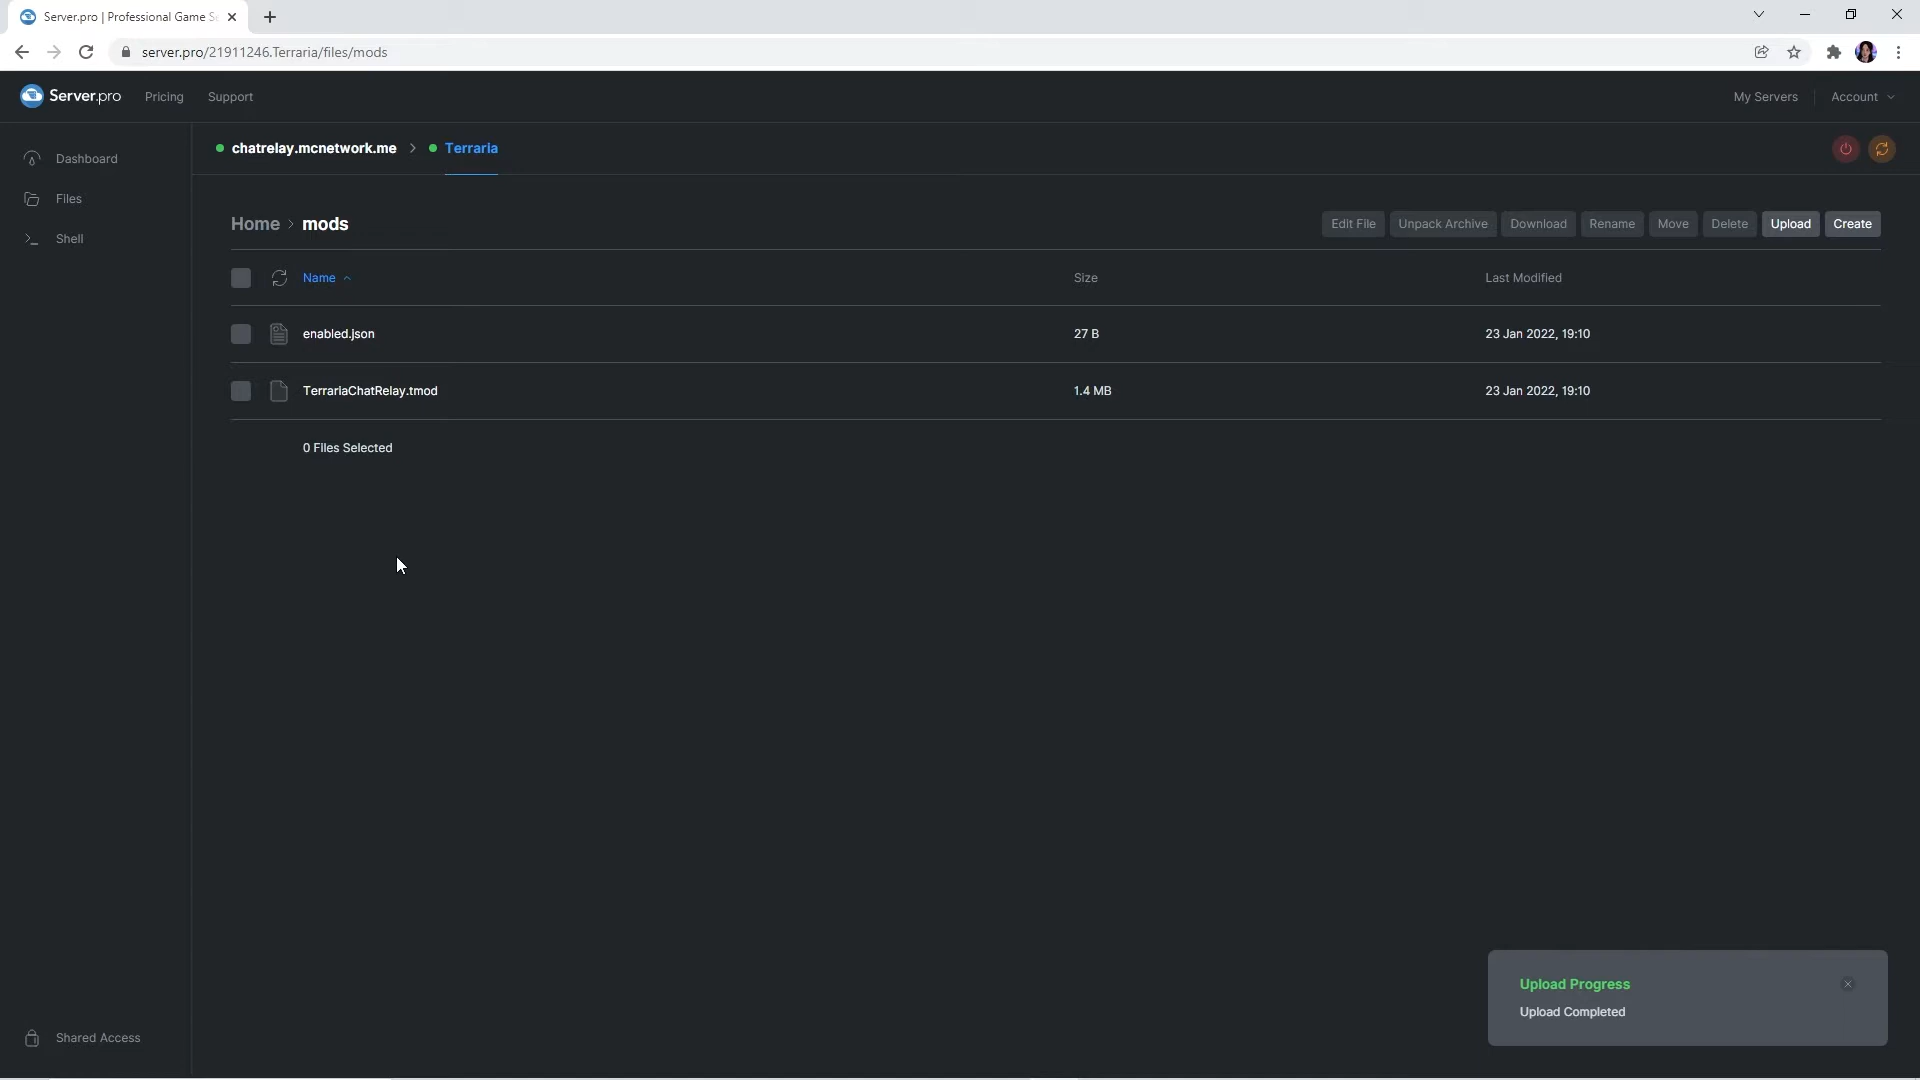 Server.pro | Professional Game S
server.pro/21911246.Terraria/files/mods
Server.pro Pricing Support My Servers Account
Dashboard
Files
Shell
chatrelay.mcnetwork.me > Terraria
Home > mods
Edit File Unpack Archive Download Rename Move Delete Upload Create
Name Size Last Modified
enabled.json 27 B 23 Jan 2022, 19:10
TerrariaChatRelay.tmod 1.4 MB 23 Jan 2022, 19:10
0 Files Selected
Upload Progress
Upload Completed
Shared Access